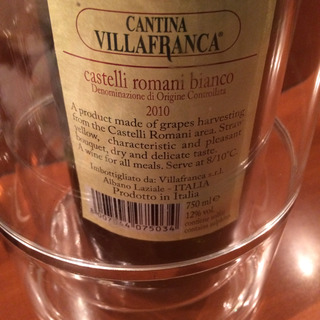 CANTINA
VILLAFRANCA®
castelli romani bianco
Denominazione di Origine Controllata
2010
A product made of grapes harvesting
from the Castelli Romani area. Straw
yellow, characteristic and pleasant
bouquet, dry and delicate taste.
A wine for all meals. Serve at 8/10°C.
Imbottigliato da: Villafranca s.r.l.
Albano Laziale - ITALIA
Prodotto in Italia
750 ml e
12% vol
075034